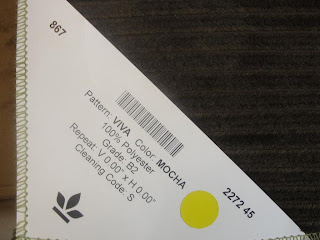 867
Pattern: VIVA Color: MOCHA
100% Polyester
Grade: B2
Repeat: V 0.00" x H 0.00"
Cleaning Code: S
2272 45